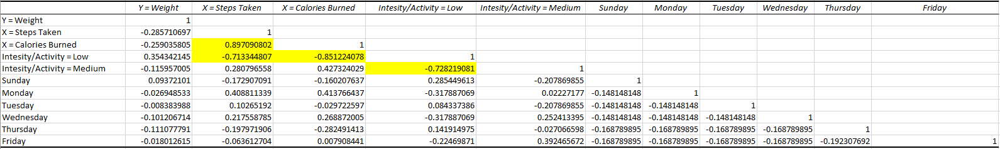 Y = Weight X = Steps Taken X = Calories Burned Intesity/Activity = Low Intesity/Activity = Medium Sunday Monday Tuesday Wednesday Thursday Friday
Y = Weight 1
X = Steps Taken -0.285710697 1
X = Calories Burned -0.259035805 0.897090802 1
Intesity/Activity = Low 0.354342145 -0.713344807 -0.851224078 1
Intesity/Activity = Medium -0.115957005 0.280796558 0.427324029 -0.728219081 1
Sunday 0.09372101 -0.172907091 -0.160207637 0.285449613 -0.207869855 1
Monday -0.026948533 0.408811339 0.413766437 -0.317887069 0.02227177 -0.148148148 1
Tuesday -0.008383988 0.10265192 -0.029722597 0.084337386 -0.207869855 -0.148148148 -0.148148148 1
Wednesday -0.101206714 0.217558785 0.268872005 -0.317887069 0.252413395 -0.148148148 -0.148148148 -0.148148148 1
Thursday -0.111077791 -0.197971906 -0.282491413 0.141914975 -0.027066598 -0.168789895 -0.168789895 -0.168789895 -0.168789895 1
Friday -0.018012615 -0.063612704 0.007908441 -0.22469871 0.392465672 -0.168789895 -0.168789895 -0.168789895 -0.168789895 -0.192307692 1